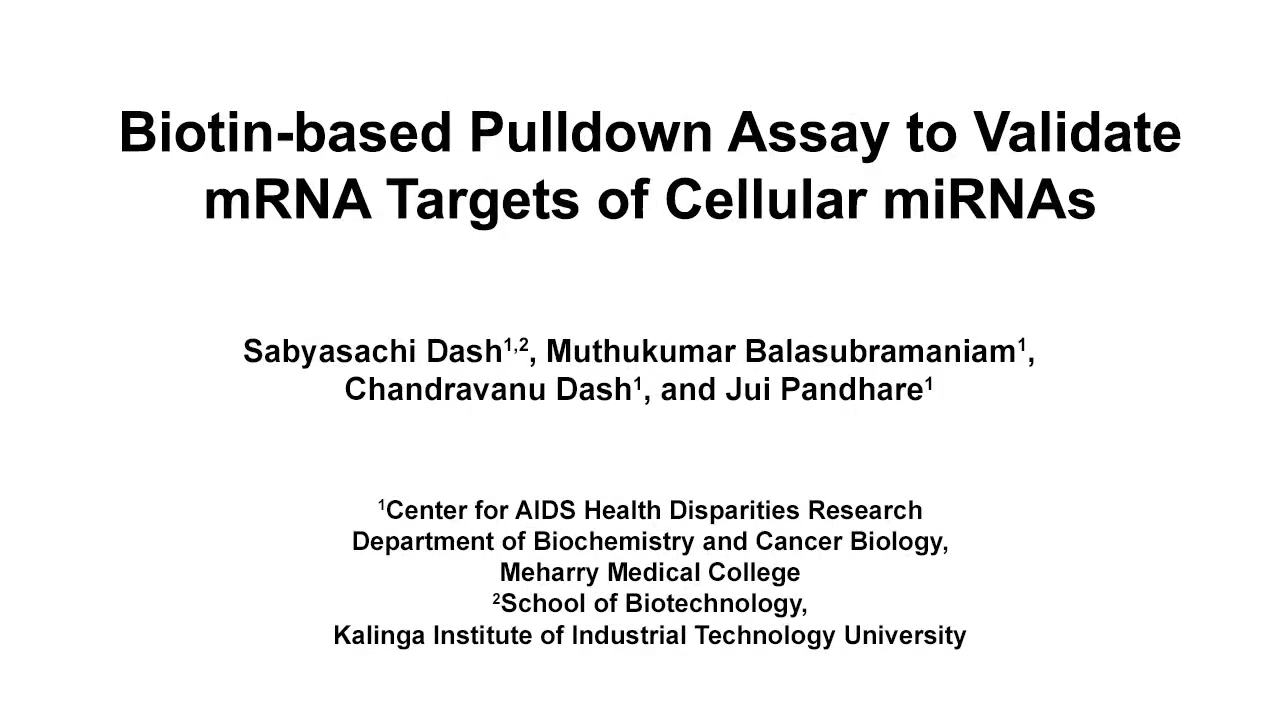 Biotin-based Pulldown Assay to Validate
mRNA Targets of Cellular miRNAs
Sabyasachi Dash¹,², Muthukumar Balasubramaniam¹,
Chandravanu Dash¹, and Jui Pandhare¹
¹Center for AIDS Health Disparities Research
Department of Biochemistry and Cancer Biology,
Meharry Medical College
²School of Biotechnology,
Kalinga Institute of Industrial Technology University